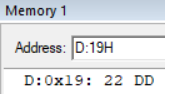 Memory 1
Address: D:19H
D:0x19: 22 DD